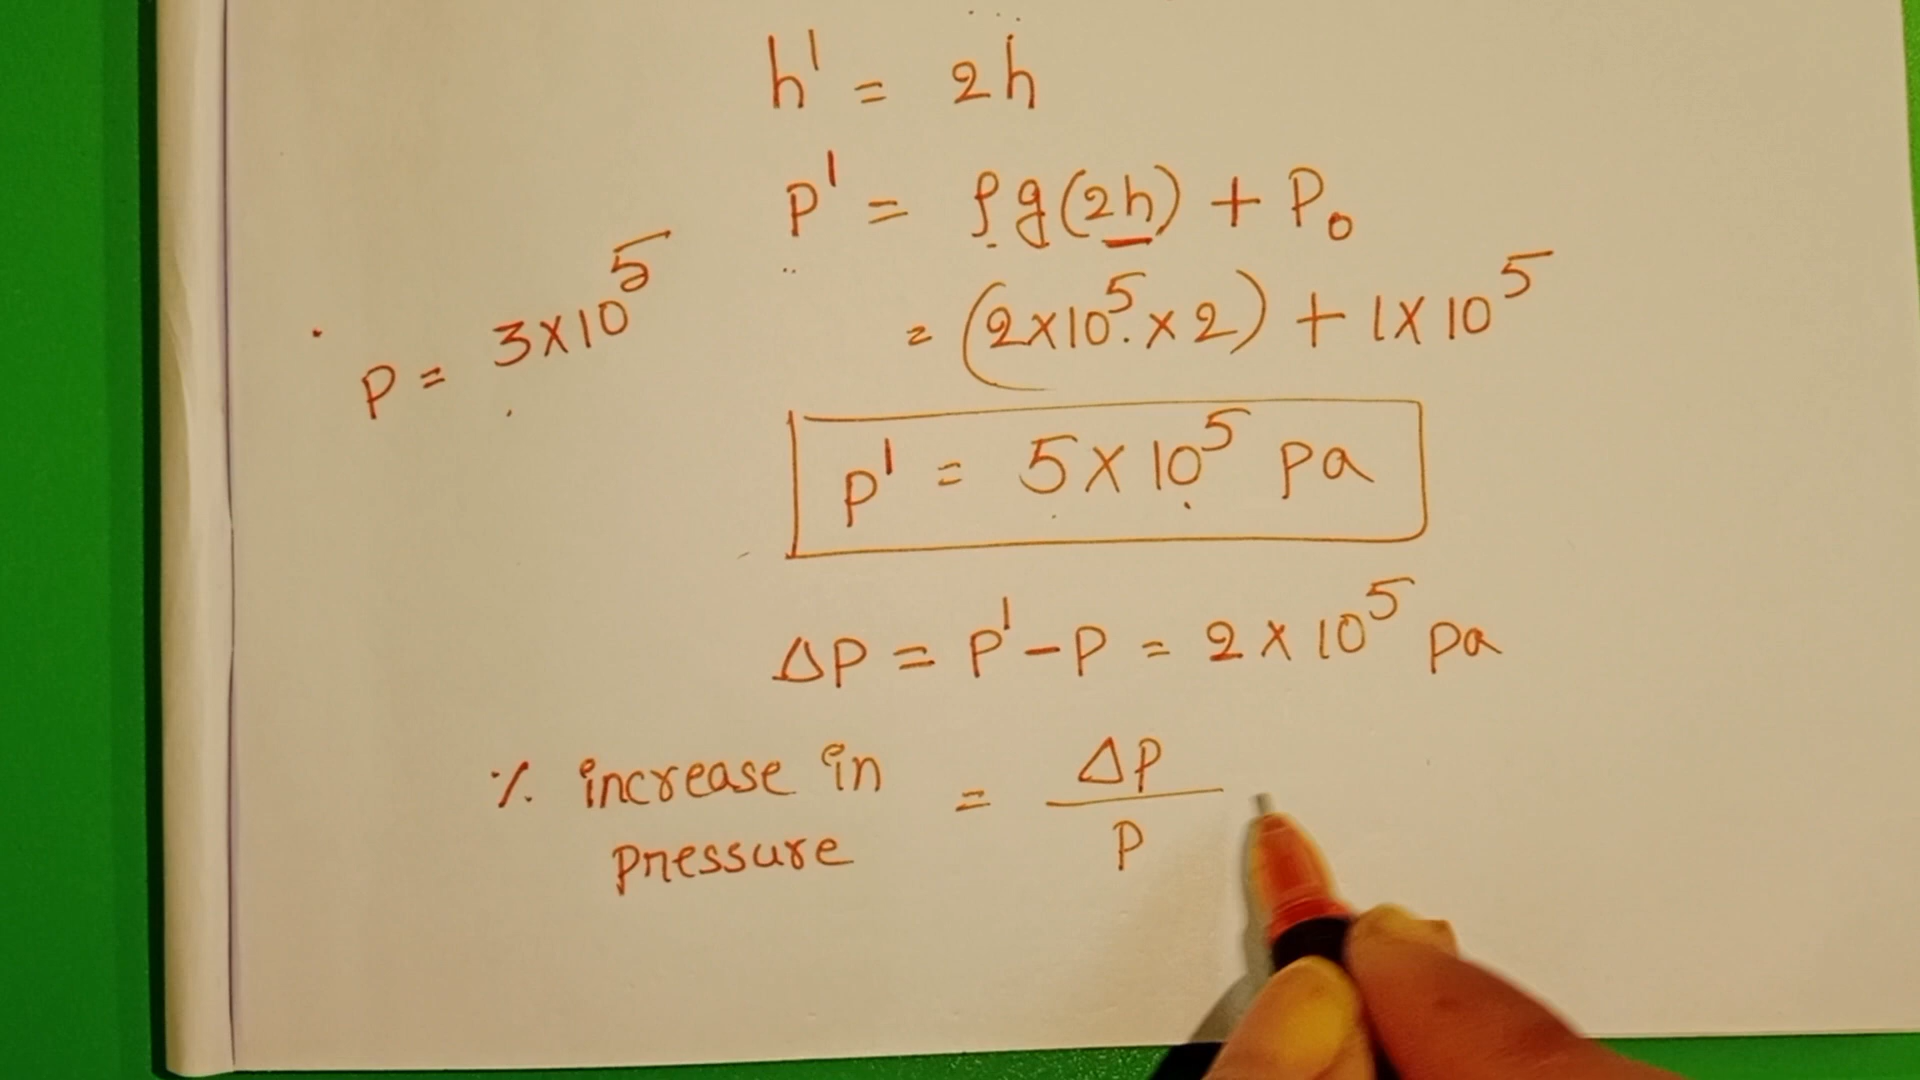 h' = 2h
P' = ρg(2h) + P₀
P = 3×10⁵
= (2×10⁵×2) + 1×10⁵
P' = 5×10⁵ pa
ΔP = P'-P = 2×10⁵ pa
% increase in pressure = ΔP/P